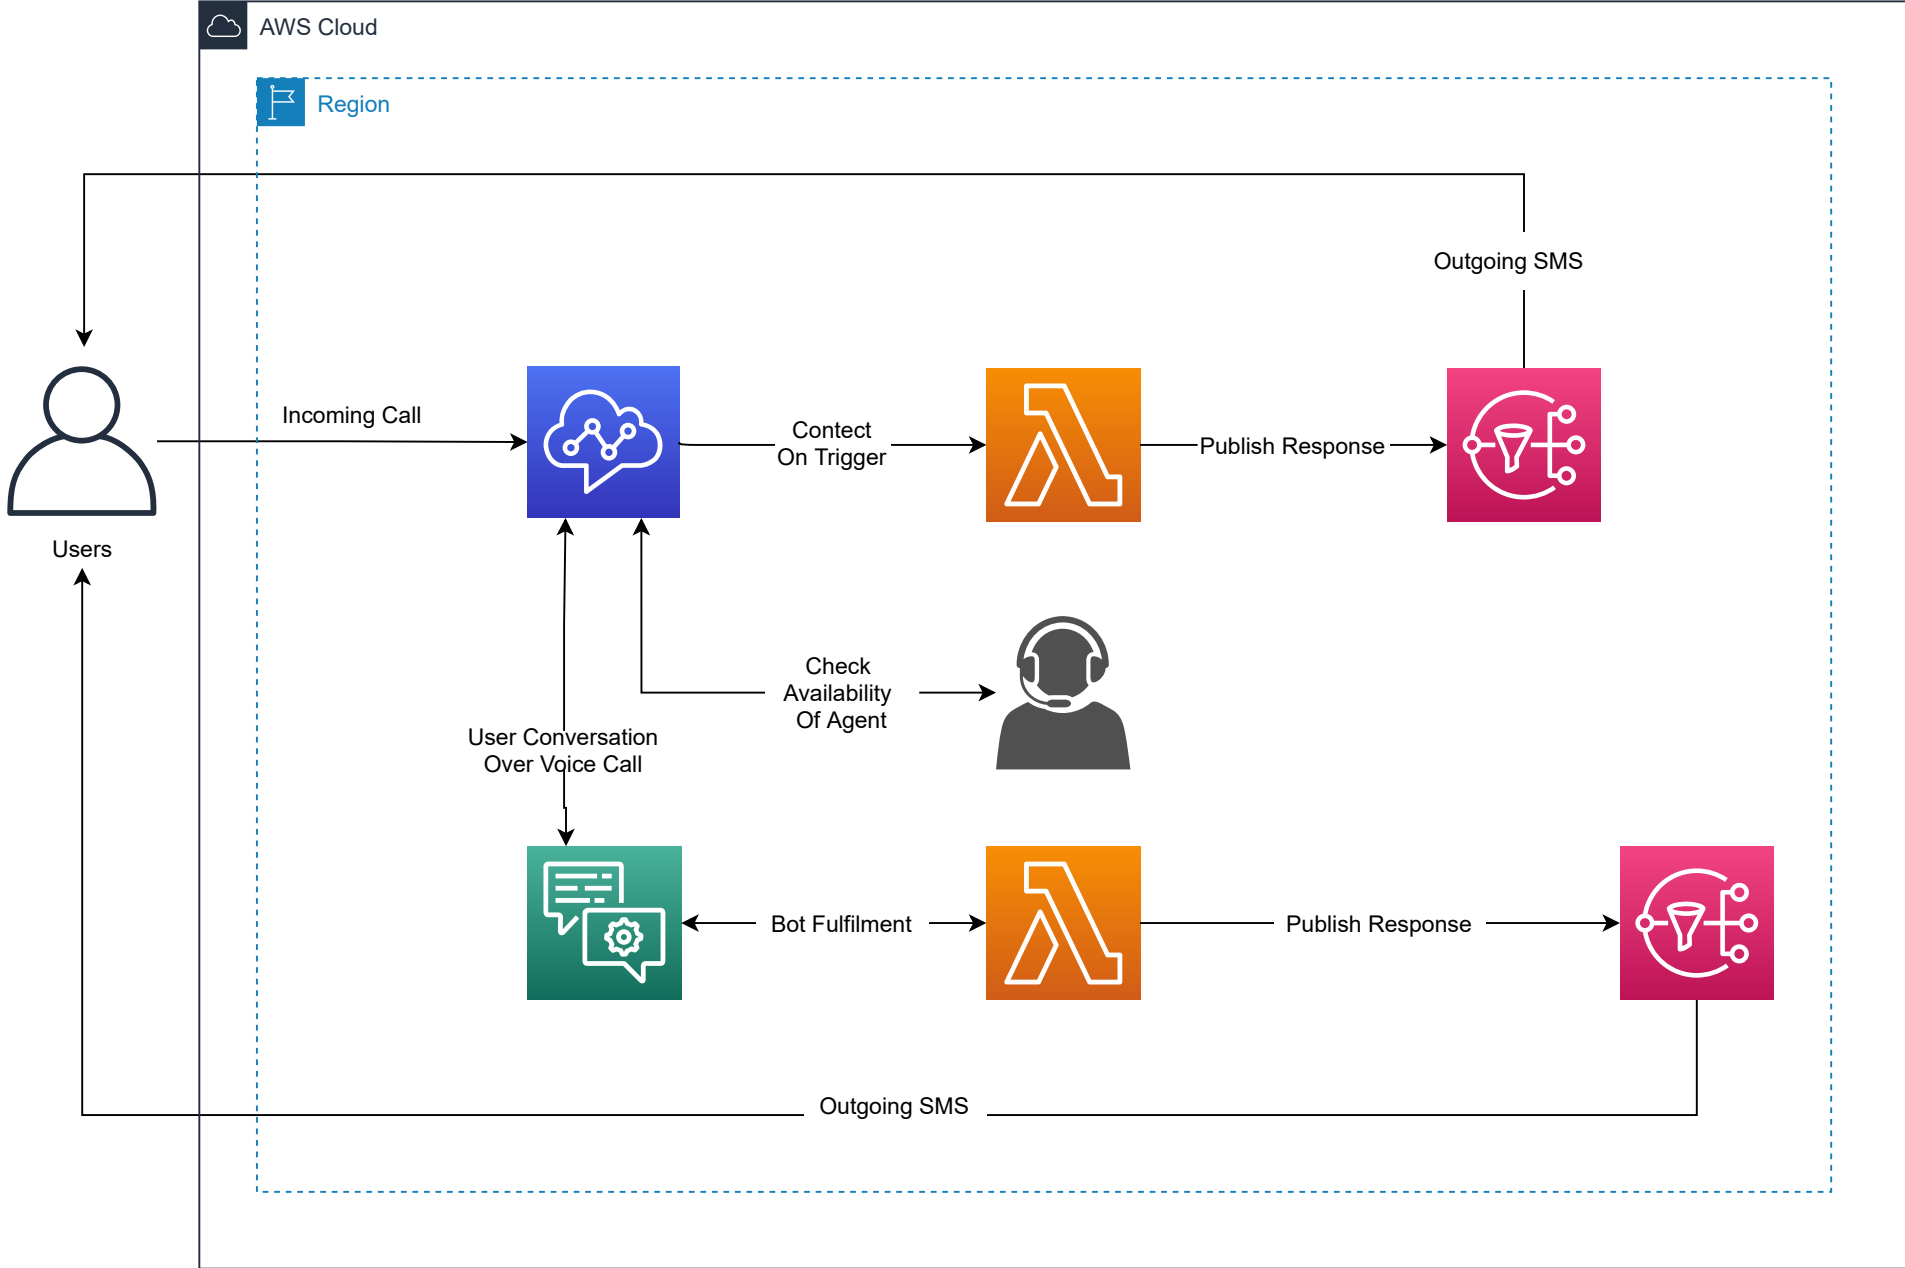 AWS Cloud
Region
Outgoing SMS
Incoming Call
Contect
On Trigger
Publish Response
Users
Check
Availability
Of Agent
User Conversation
Over Voice Call
Bot Fulfilment
Publish Response
Outgoing SMS